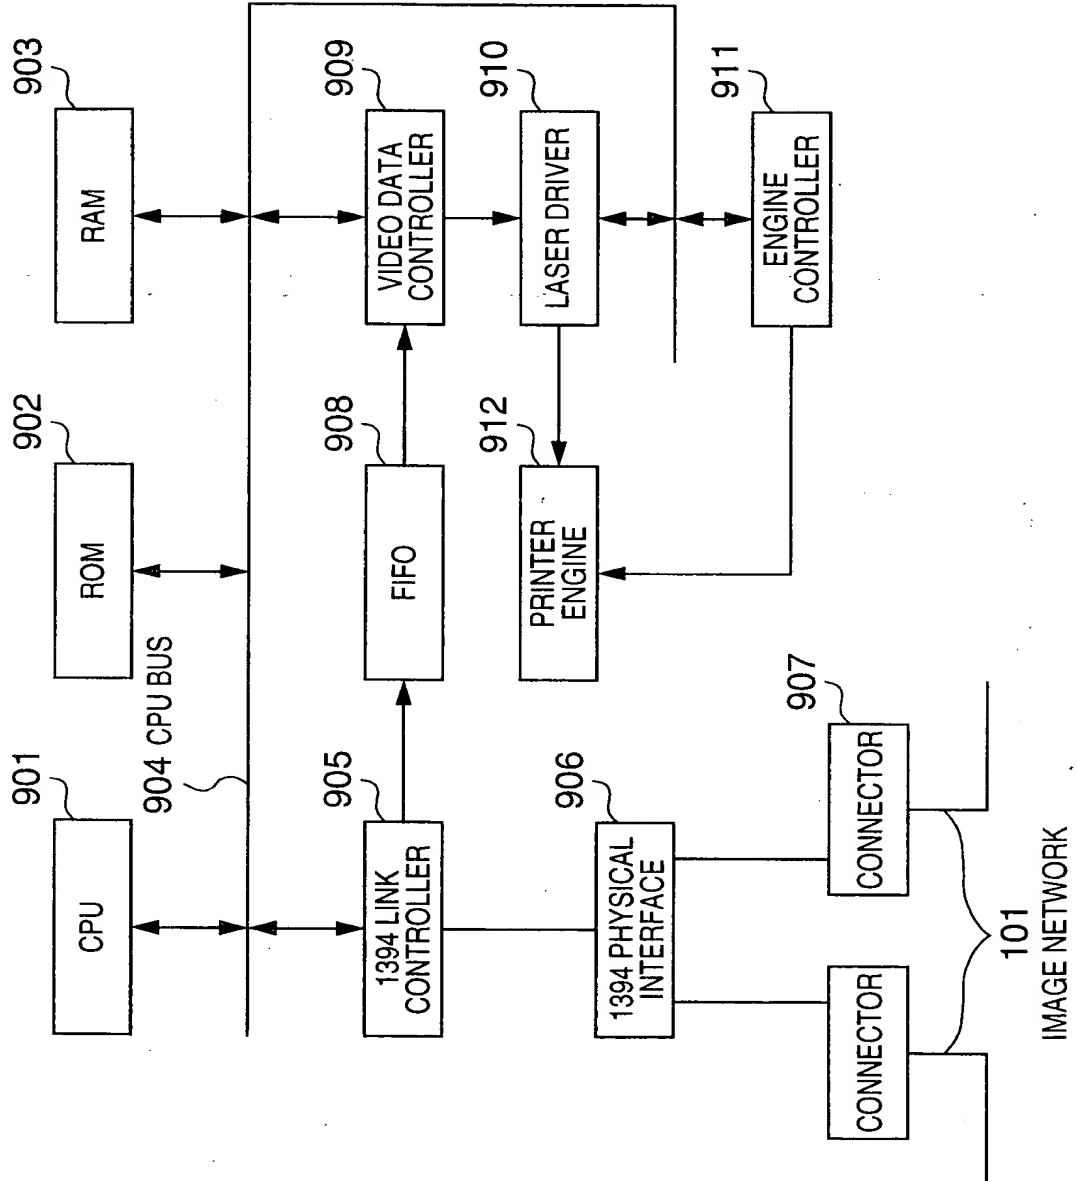 901
CPU
902
ROM
903
RAM
904 CPU BUS
905
1394 LINK
CONTROLLER
908
FIFO
909
VIDEO DATA
CONTROLLER
906
1394 PHYSICAL
INTERFACE
912
PRINTER
ENGINE
910
LASER DRIVER
907
CONNECTOR
CONNECTOR
911
ENGINE
CONTROLLER
101
IMAGE NETWORK